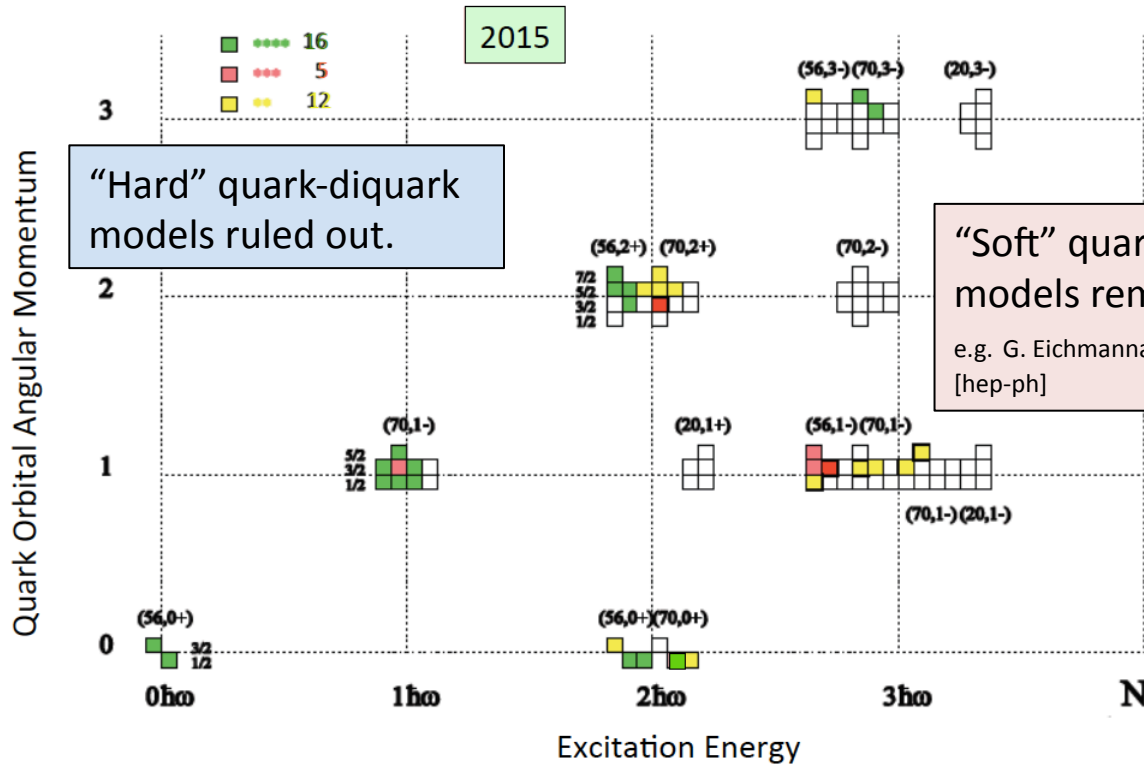 2015
**** 16
*** 5
** 12
(56,3-) (70,3-) (20,3-)
3
“Hard” quark-diquark
models ruled out.
(56,2+) (70,2+) (70,2-)
“Soft”
models
e.g. G. Eichmanna
[hep-ph]
7/2
5/2
3/2
1/2
2
(70,1-) (20,1+) (56,1-)(70,1-)
5/2
3/2
1/2
1
(70,1-)(20,1-)
(56,0+) (56,0+)(70,0+)
0
3/2
1/2
0ħω 1ħω 2ħω 3ħω N
Quark Orbital Angular Momentum
Excitation Energy